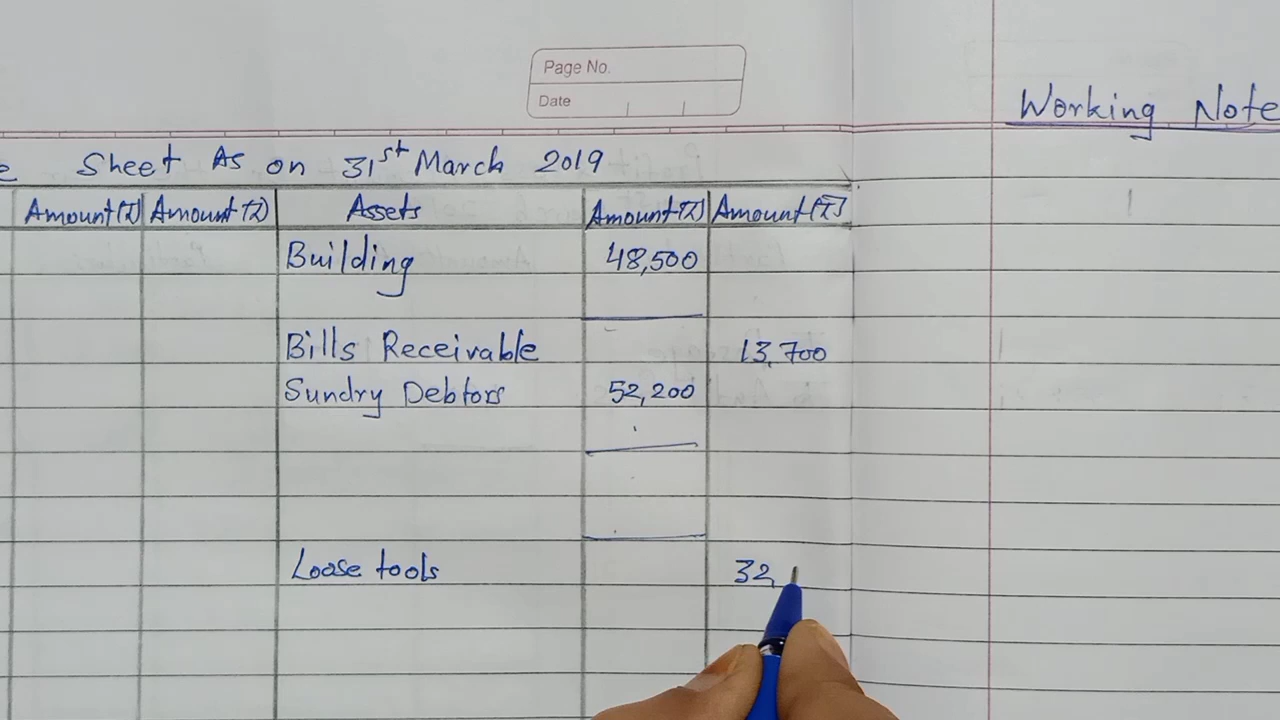 Page No.
Date
Working Note
Sheet As on 31st March 2019
Amount(₹) Amount(₹) Assets Amount(₹) Amount(₹)
Building 48,500
Bills Receivable 13,700
Sundry Debtors 52,200
Loose tools 32,